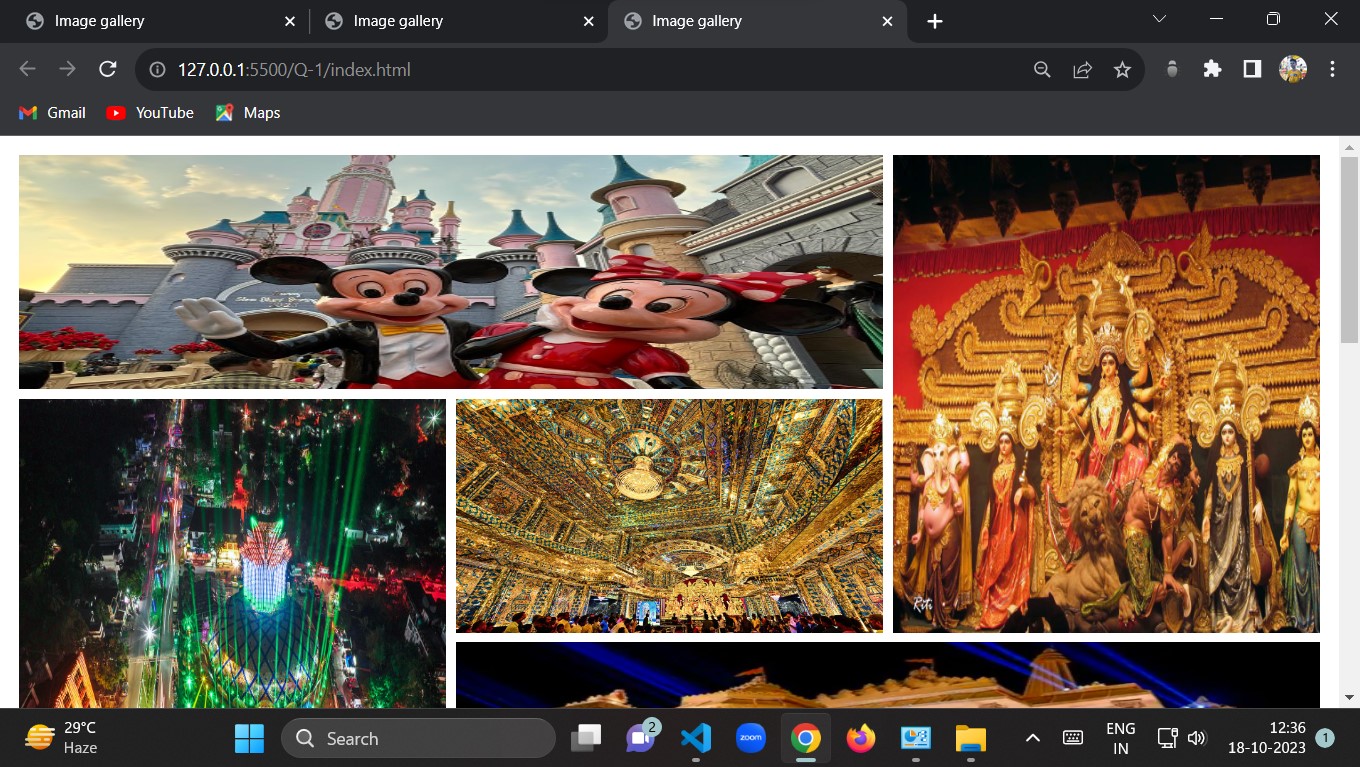 Image gallery
Image gallery
Image gallery
127.0.0.1:5500/Q-1/index.html
Gmail
YouTube
Maps
Riti
29°C
Haze
Search
2
zoom
ENG
IN
12:36
18-10-2023
1